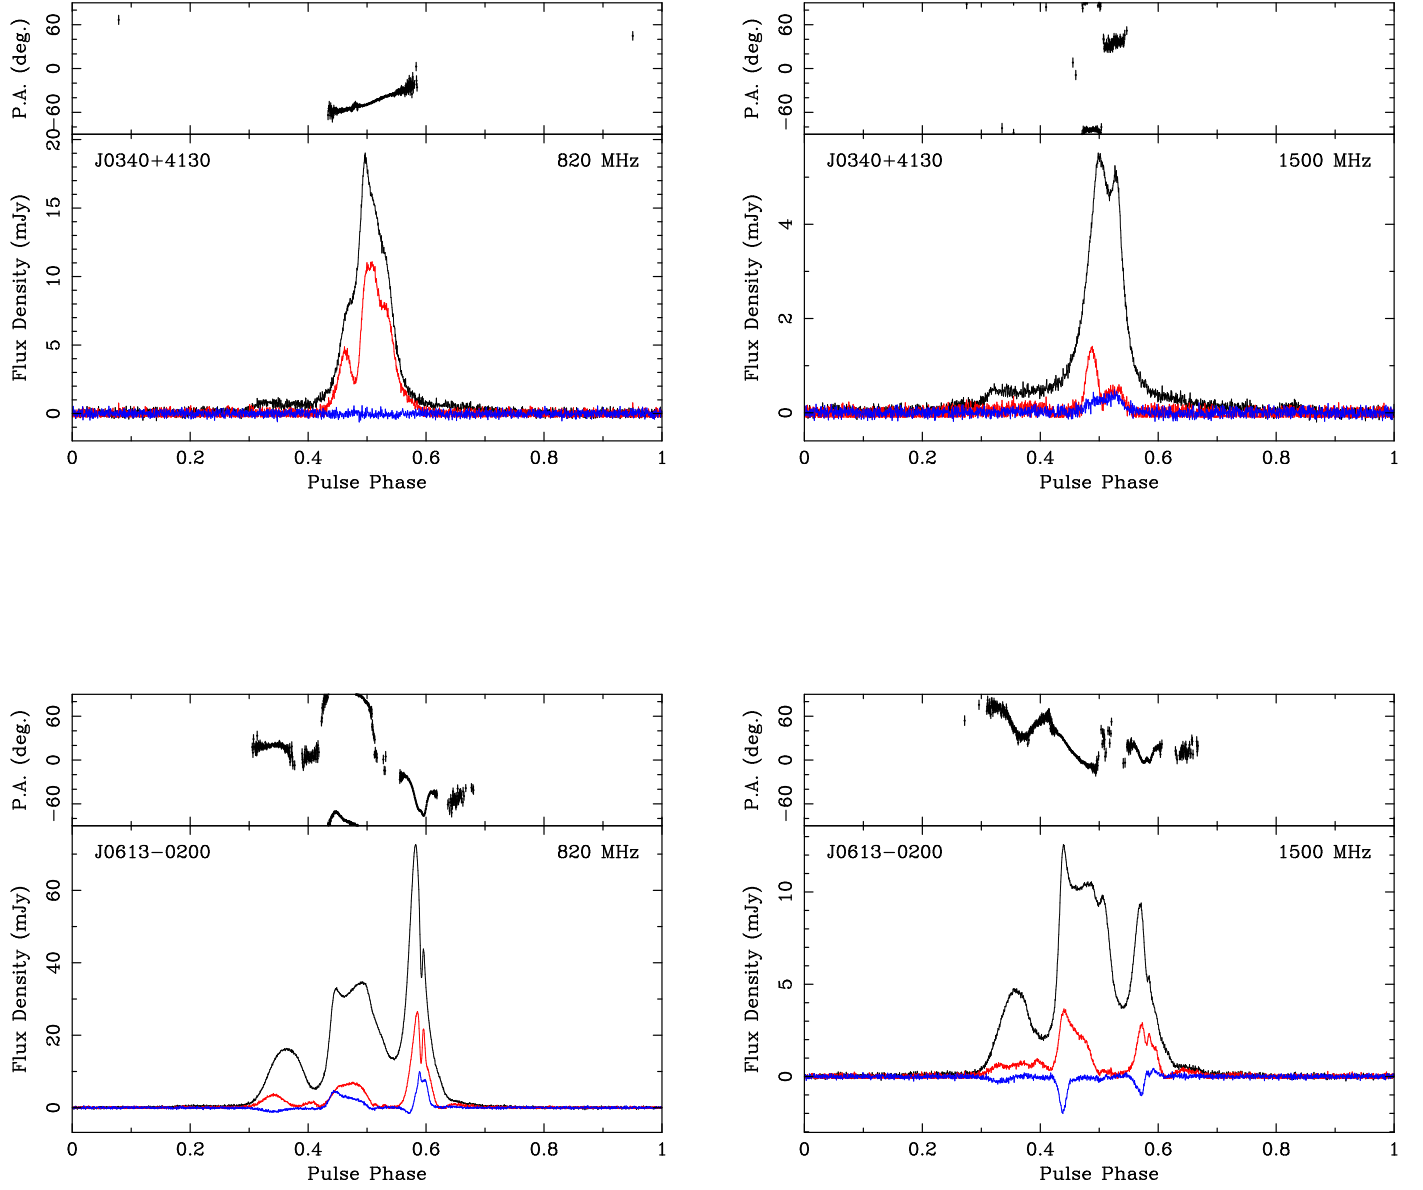 P.A. (deg.)
60
0
−60
J0340+4130
820 MHz
Flux Density (mJy)
20
15
10
5
0
0 0.2 0.4 0.6 0.8 1
Pulse Phase
P.A. (deg.)
60
0
−60
J0340+4130
1500 MHz
Flux Density (mJy)
4
2
0
0 0.2 0.4 0.6 0.8 1
Pulse Phase
P.A. (deg.)
60
0
−60
J0613−0200
820 MHz
Flux Density (mJy)
60
40
20
0
0 0.2 0.4 0.6 0.8 1
Pulse Phase
P.A. (deg.)
60
0
−60
J0613−0200
1500 MHz
Flux Density (mJy)
10
5
0
0 0.2 0.4 0.6 0.8 1
Pulse Phase